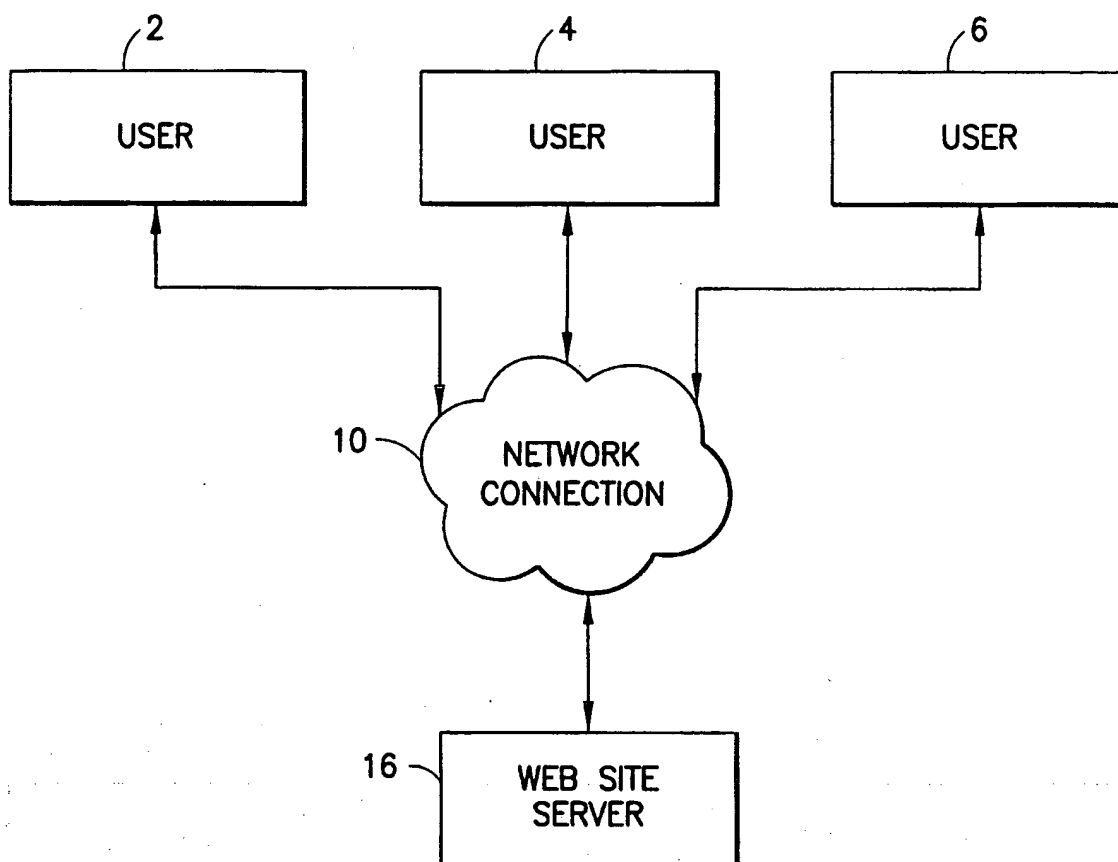 2
4
6
USER
USER
USER
10
NETWORK
CONNECTION
16
WEB SITE
SERVER